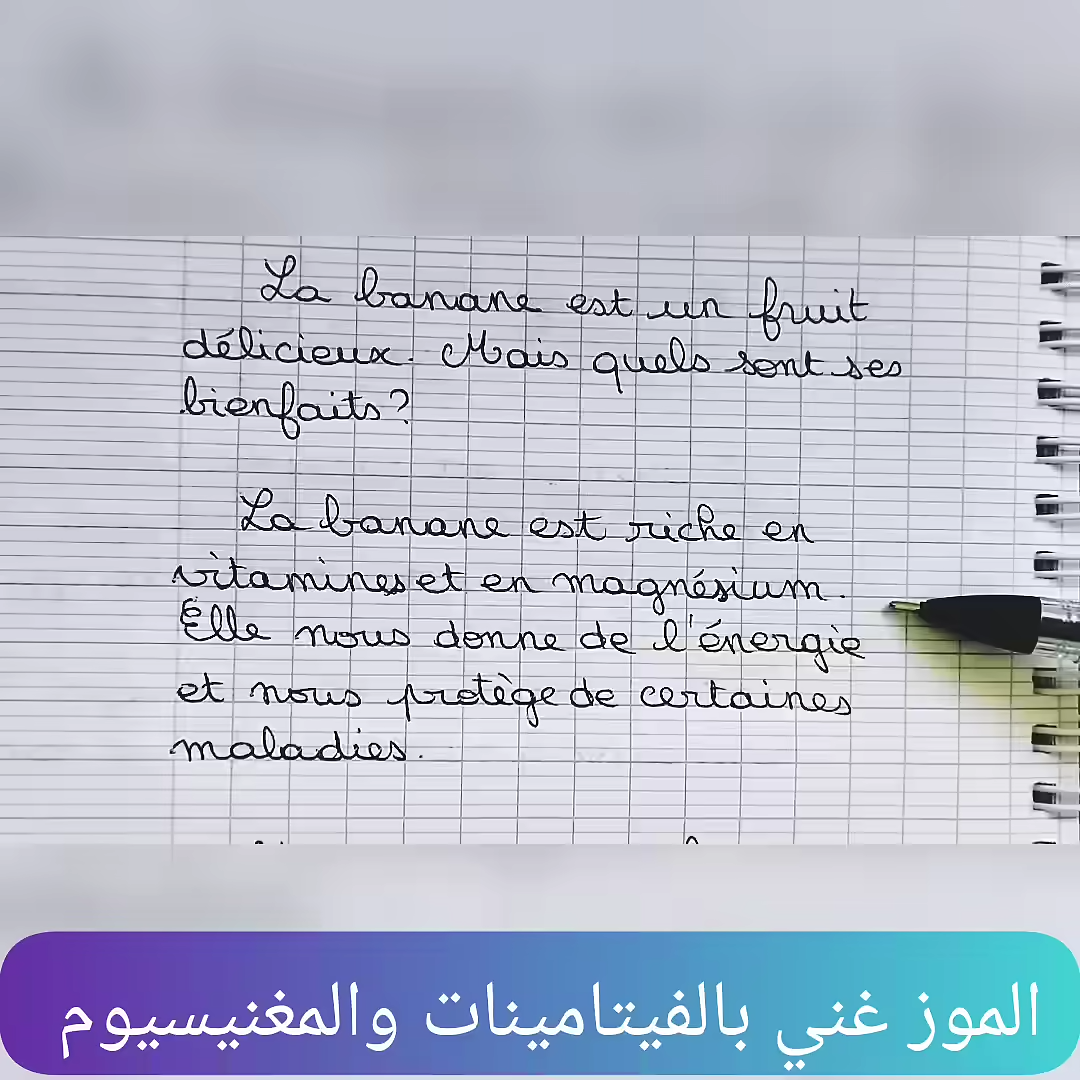 La banane est un fruit
délicieux. Mais quels sont ses
bienfaits?
La banane est riche en
vitamines et en magnésium.
Elle nous donne de l'énergie
et nous protège de certaines
maladies.
الموز غني بالفيتامينات والمغنيسيوم